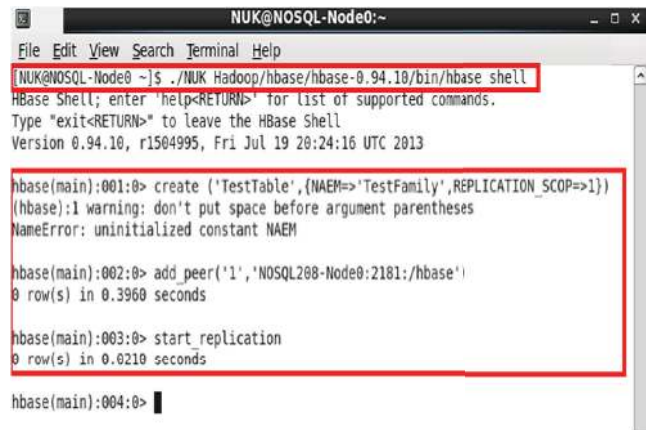 NUK@NOSQL-Node0:~
File Edit View Search Terminal Help
[NUK@NOSQL-Node0 ~]$ ./NUK Hadoop/hbase/hbase-0.94.10/bin/hbase shell
HBase Shell; enter 'help<RETURN>' for list of supported commands.
Type "exit<RETURN>" to leave the HBase Shell
Version 0.94.10, r1504995, Fri Jul 19 20:24:16 UTC 2013
hbase(main):001:0> create ('TestTable',{NAEM=>'TestFamily',REPLICATION_SCOP=>1})
(hbase):1 warning: don't put space before argument parentheses
NameError: uninitialized constant NAEM
hbase(main):002:0> add_peer('1','NOSQL208-Node0:2181:/hbase')
0 row(s) in 0.3960 seconds
hbase(main):003:0> start_replication
0 row(s) in 0.0210 seconds
hbase(main):004:0>